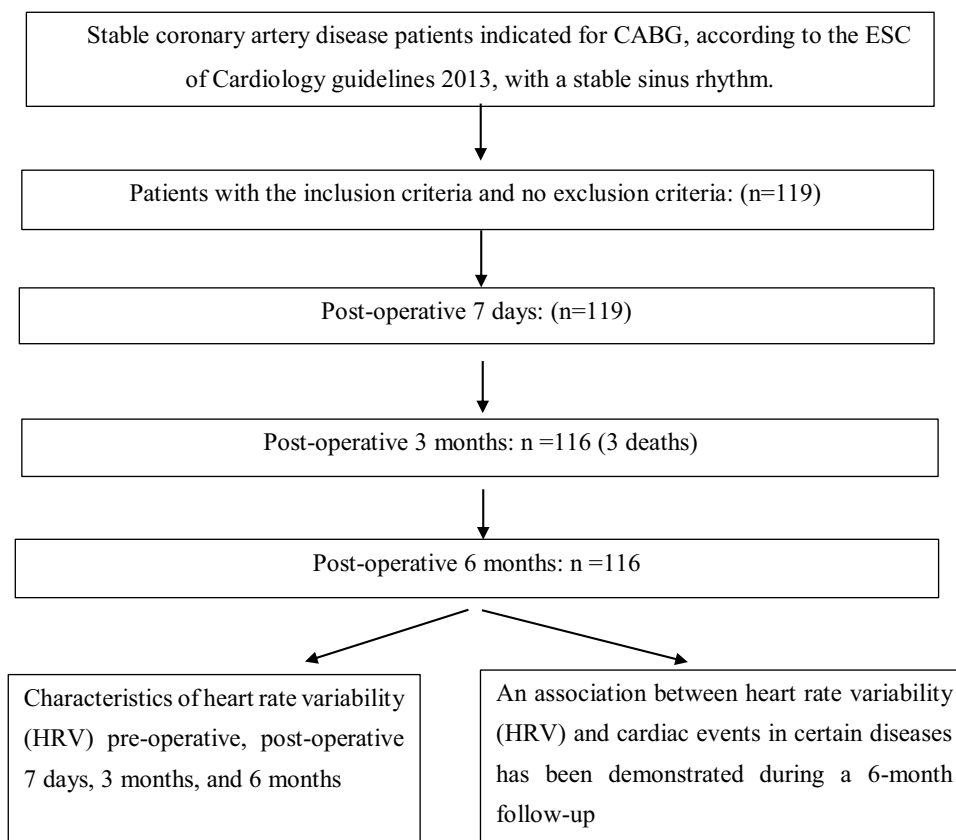 Stable coronary artery disease patients indicated for CABG, according to the ESC
of Cardiology guidelines 2013, with a stable sinus rhythm.
Patients with the inclusion criteria and no exclusion criteria: (n=119)
Post-operative 7 days: (n=119)
Post-operative 3 months: n =116 (3 deaths)
Post-operative 6 months: n =116
Characteristics of heart rate variability
(HRV) pre-operative, post-operative
7 days, 3 months, and 6 months
An association between heart rate variability
(HRV) and cardiac events in certain diseases
has been demonstrated during a 6-month
follow-up